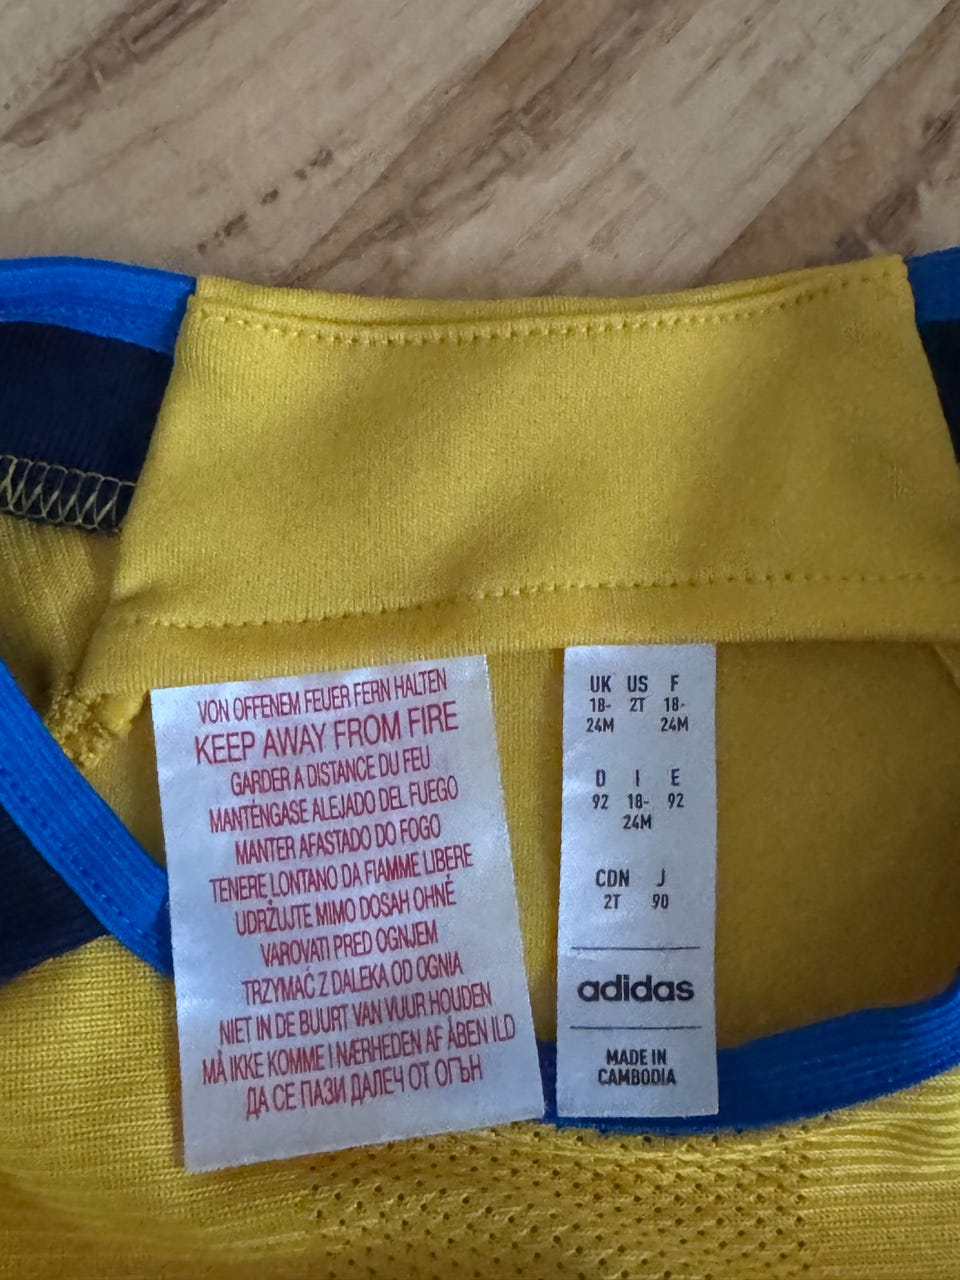 VON OFFENEM FEUER FERN HALTEN
KEEP AWAY FROM FIRE
GARDER A DISTANCE DU FEU
MANTÉNGASE ALEJADO DEL FUEGO
MANTER AFASTADO DO FOGO
TENERE LONTANO DA FIAMME LIBERE
UDRŽUJTE MIMO DOSAH OHNĚ
VAROVATI PRED OGNJEM
TRZYMAĆ Z DALEKA OD OGNIA
NIET IN DE BUURT VAN VUUR HOUDEN
MÅ IKKE KOMME I NÆRHEDEN AF ÅBEN ILD
ДА СЕ ПАЗИ ДАЛЕЧ ОТ ОГЪН
UK US F
18- 2T 18-
24M 24M
D I E
92 18- 92
24M
CDN J
2T 90
adidas
MADE IN
CAMBODIA